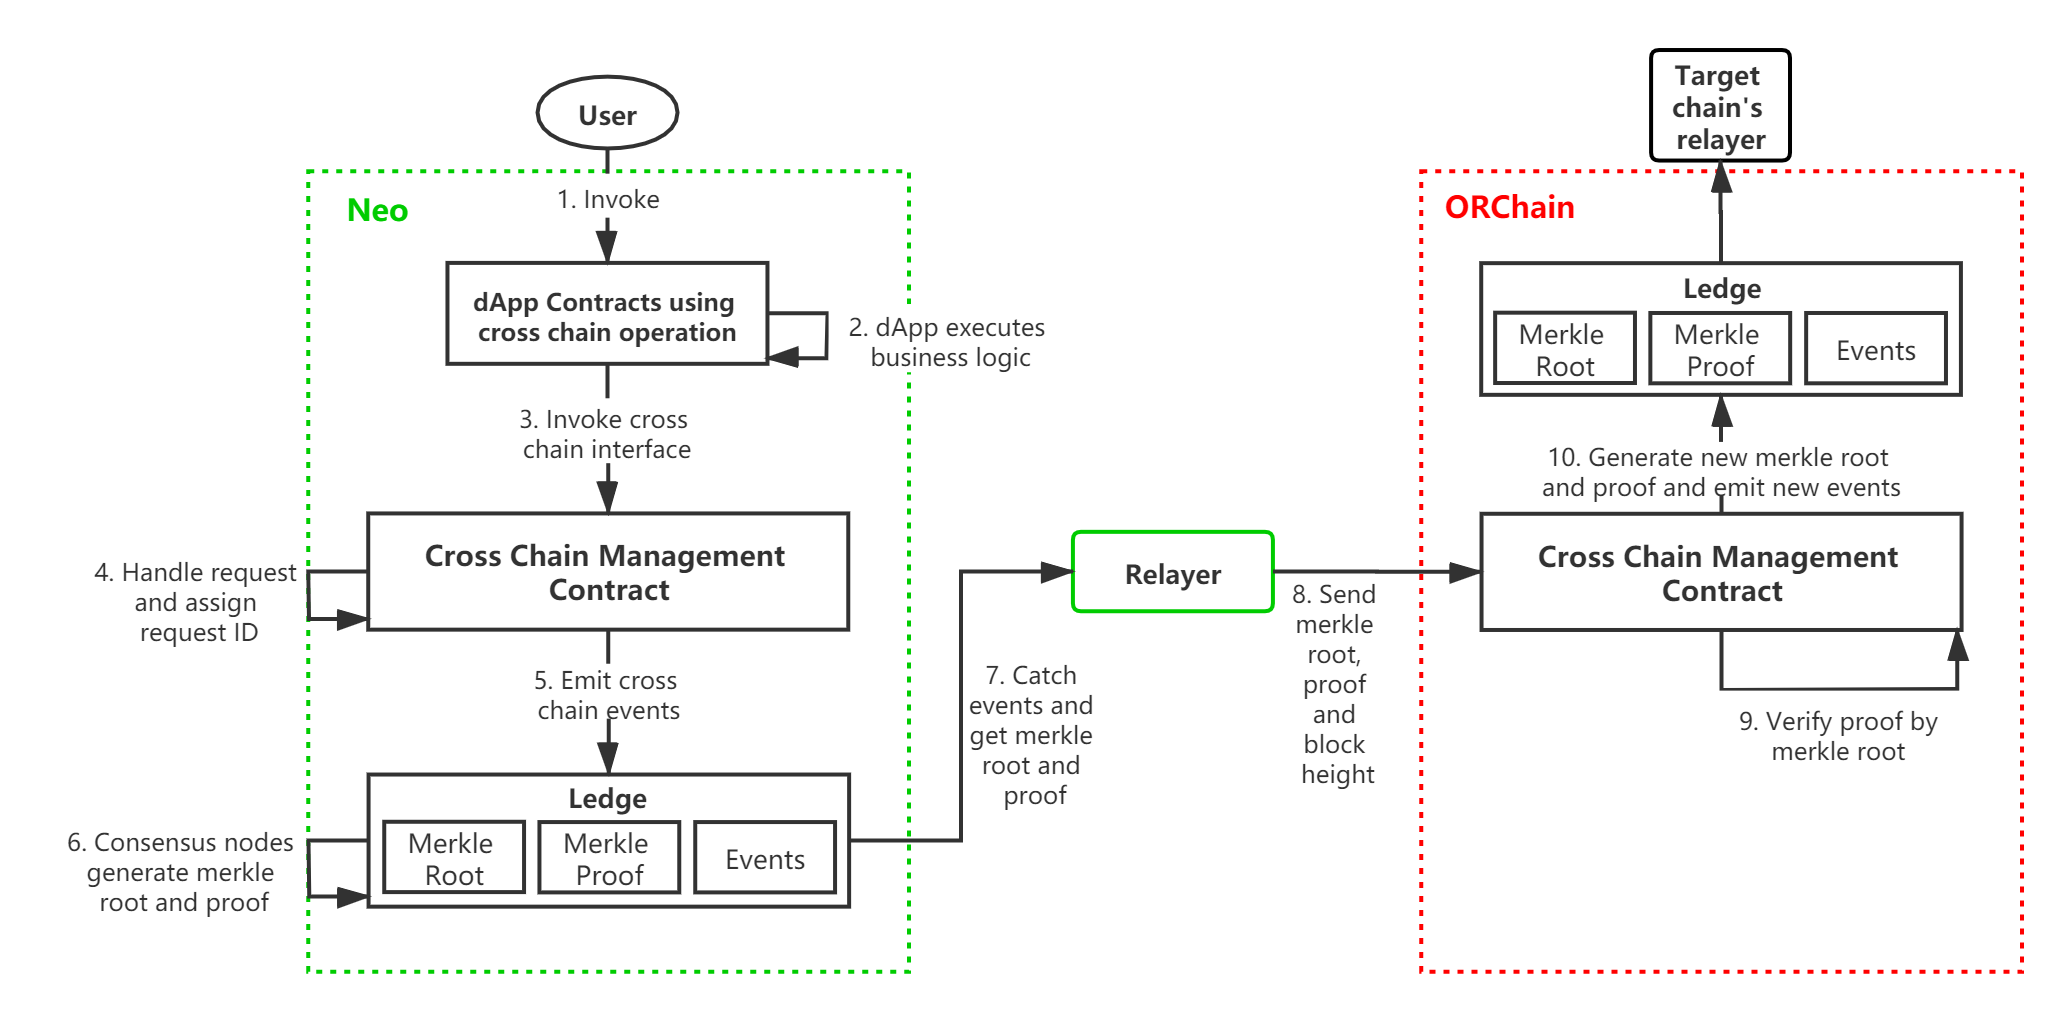 User
Neo
1. Invoke
dApp Contracts using
cross chain operation
2. dApp executes
business logic
3. Invoke cross
chain interface
Cross Chain Management
Contract
4. Handle request
and assign
request ID
5. Emit cross
chain events
Ledge
Merkle
Root
Merkle
Proof
Events
6. Consensus nodes
generate merkle
root and proof
7. Catch
events and
get merkle
root and
proof
Relayer
8. Send
merkle
root,
proof
and
block
height
Target
chain's
relayer
ORChain
Ledge
Merkle
Root
Merkle
Proof
Events
10. Generate new merkle root
and proof and emit new events
Cross Chain Management
Contract
9. Verify proof by
merkle root